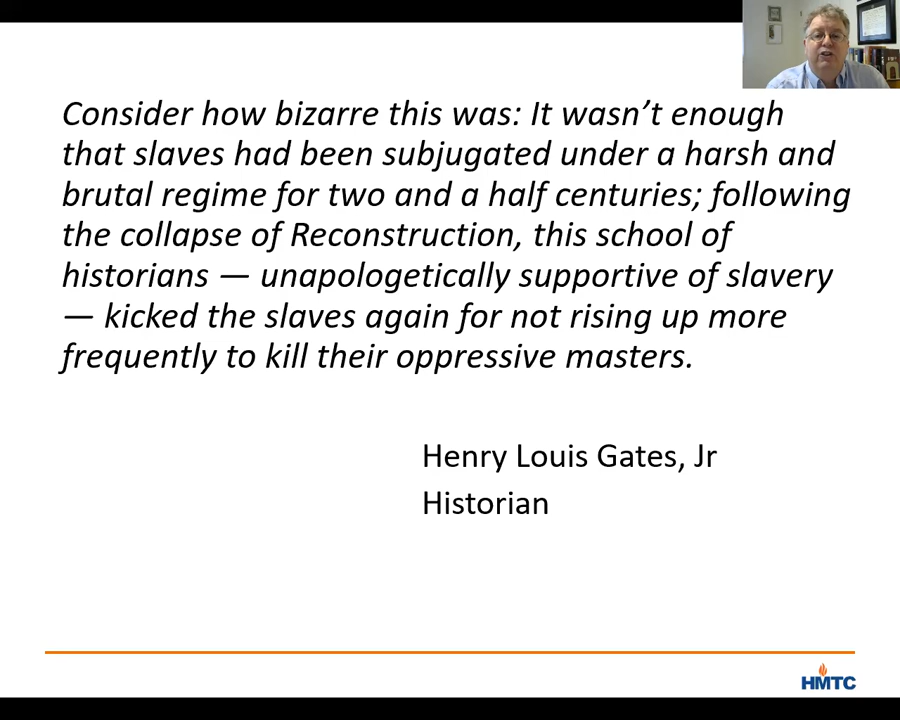 Consider how bizarre this was: It wasn’t enough
that slaves had been subjugated under a harsh and
brutal regime for two and a half centuries; following
the collapse of Reconstruction, this school of
historians — unapologetically supportive of slavery
— kicked the slaves again for not rising up more
frequently to kill their oppressive masters.
Henry Louis Gates, Jr
Historian
HMTC